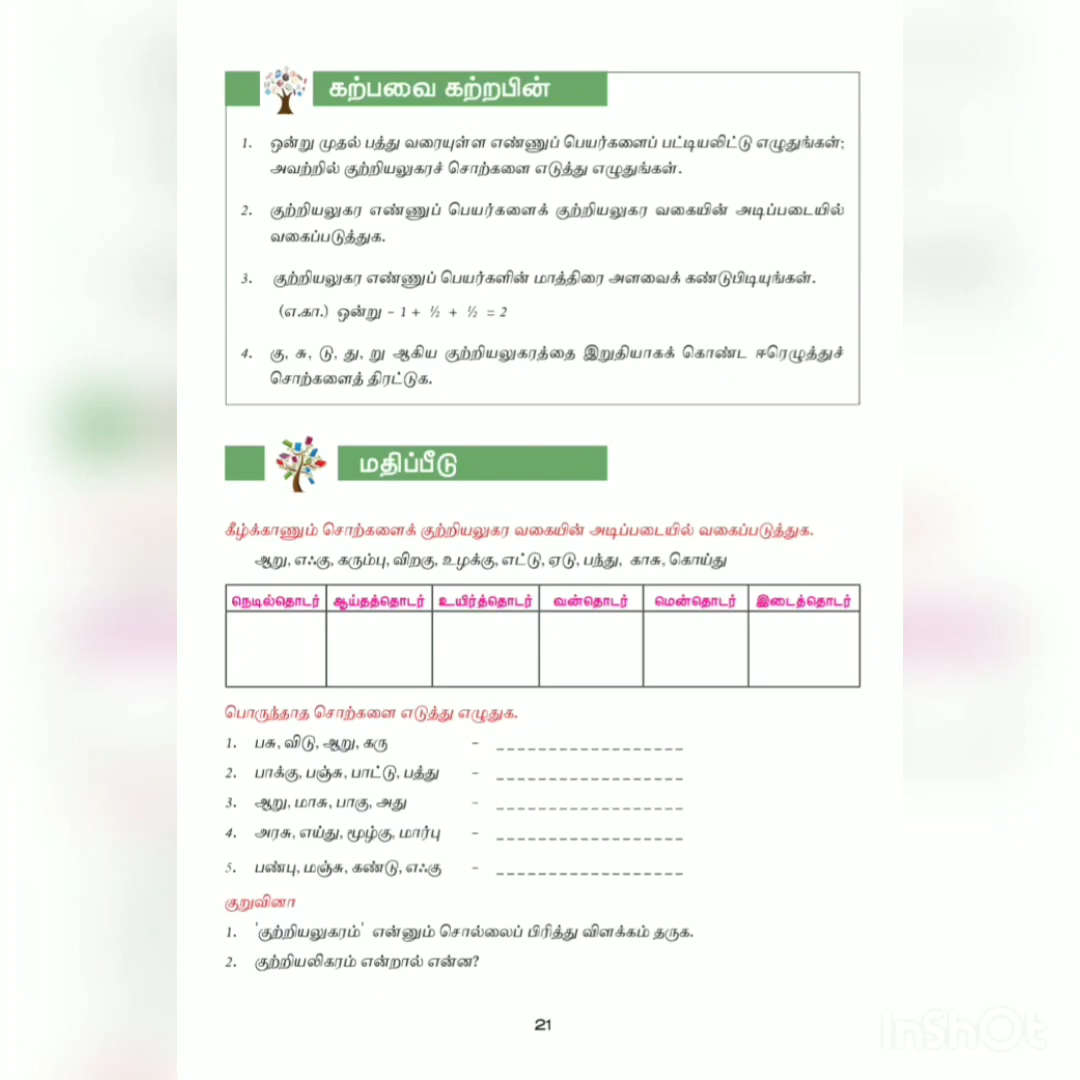 கற்பவை கற்றபின்
1. ஒன்று முதல் பத்து வரையுள்ள எண்ணுப் பெயர்களைப் பட்டியலிட்டு எழுதுங்கள்;
அவற்றில் குற்றியலுகரச் சொற்களை எடுத்து எழுதுங்கள்.
2. குற்றியலுகர எண்ணுப் பெயர்களைக் குற்றியலுகர வகையின் அடிப்படையில்
வகைப்படுத்துக.
3. குற்றியலுகர எண்ணுப் பெயர்களின் மாத்திரை அளவைக் கண்டுபிடியுங்கள்.
(எ.கா.) ஒன்று - 1 + ½ + ½ = 2
4. கு, சு, டு, து, று ஆகிய குற்றியலுகரத்தை இறுதியாகக் கொண்ட ஈரெழுத்துச்
சொற்களைத் திரட்டுக.
மதிப்பீடு
கீழ்க்காணும் சொற்களைக் குற்றியலுகர வகையின் அடிப்படையில் வகைப்படுத்துக.
ஆறு, எஃகு, கரும்பு, விறகு, உழக்கு, எட்டு, ஏடு, பந்து, காசு, கொய்து
நெடில்தொடர் ஆய்தத்தொடர் உயிர்த்தொடர் வன்தொடர் மென்தொடர் இடைத்தொடர்
பொருந்தாத சொற்களை எடுத்து எழுதுக.
1. பசு, விடு, ஆறு, கரு - _ _ _ _ _ _ _ _ _ _ _ _ _ _ _ _ _ _
2. பாக்கு, பஞ்சு, பாட்டு, பத்து - _ _ _ _ _ _ _ _ _ _ _ _ _ _ _ _ _ _
3. ஆறு, மாசு, பாகு, அது - _ _ _ _ _ _ _ _ _ _ _ _ _ _ _ _ _ _
4. அரசு, எய்து, மூழ்கு, மார்பு - _ _ _ _ _ _ _ _ _ _ _ _ _ _ _ _ _ _
5. பண்பு, மஞ்சு, கண்டு, எஃகு - _ _ _ _ _ _ _ _ _ _ _ _ _ _ _ _ _ _
குறுவினா
1. 'குற்றியலுகரம்' என்னும் சொல்லைப் பிரித்து விளக்கம் தருக.
2. குற்றியலிகரம் என்றால் என்ன?
21
InShOt